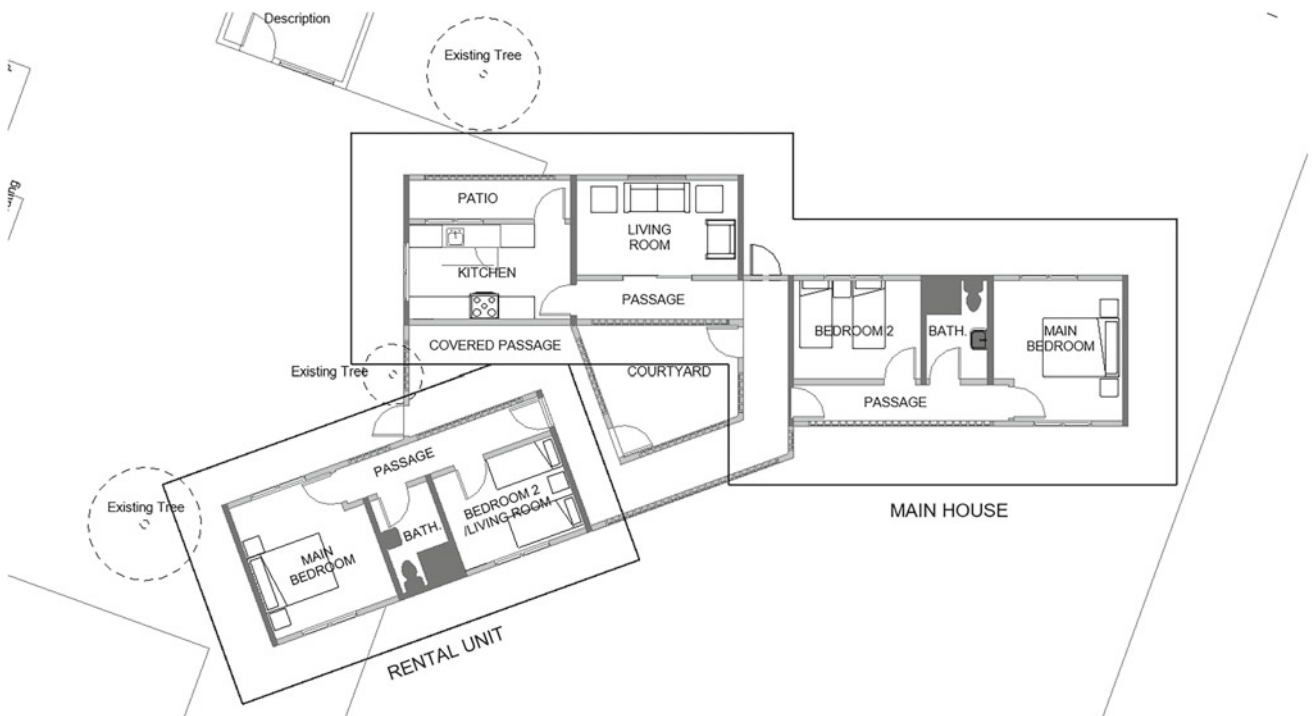 Description
Existing Tree
PATIO
LIVING
ROOM
KITCHEN
PASSAGE
BEDROOM 2
BATH.
MAIN
BEDROOM
COVERED PASSAGE
Existing Tree
COURTYARD
PASSAGE
PASSAGE
Existing Tree
BEDROOM 2
/LIVING ROOM
BATH.
MAIN
BEDROOM
MAIN HOUSE
RENTAL UNIT